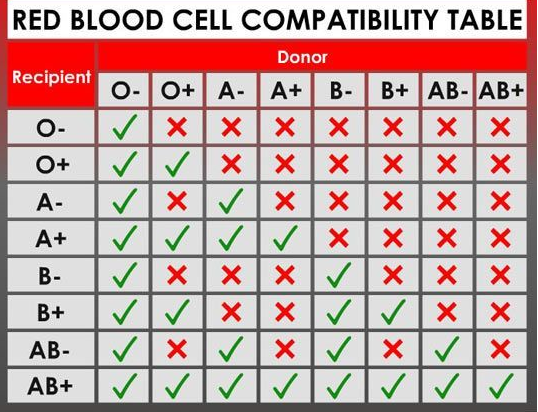 RED BLOOD CELL COMPATIBILITY TABLE
Recipient
Donor
O- O+ A- A+ B- B+ AB- AB+
O-
O+
A-
A+
B-
B+
AB-
AB+